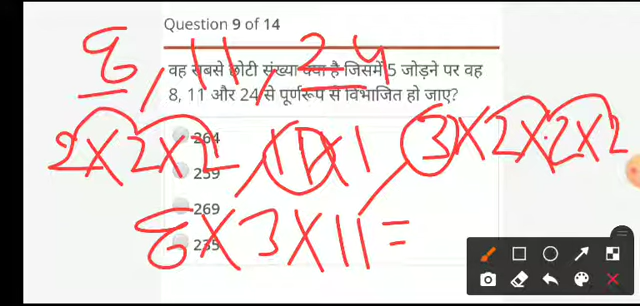 Question 9 of 14
8, 11, 24
वह सबसे छोटी संख्या क्या है जिसमें 5 जोड़ने पर वह
8, 11 और 24 से पूर्णरूप से विभाजित हो जाए?
2×2×2 11×1 3×2×2×2
264
259
269
8×3×11=
235